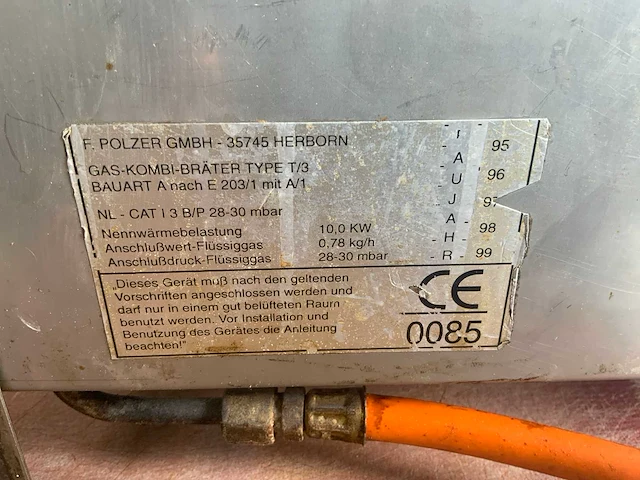 F. POLZER GMBH - 35745 HERBORN
GAS-KOMBI-BRÄTER TYPE T/3
BAUART A nach E 203/1 mit A/1
NL - CAT I 3 B/P 28-30 mbar
Nennwärmebelastung 10,0 KW
Anschlußwert-Flüssiggas 0,78 kg/h
Anschlußdruck-Flüssiggas 28-30 mbar
- - 95
- A - '96
- U -
- J - 97
- A - 98
- H -
- R - 99
„Dieses Gerät muß nach den geltenden
Vorschriften angeschlossen werden und
darf nur in einem gut belüfteten Raum
benutzt werden. Vor Installation und
Benutzung des Gerätes die Anleitung
beachten!"
CE
0085